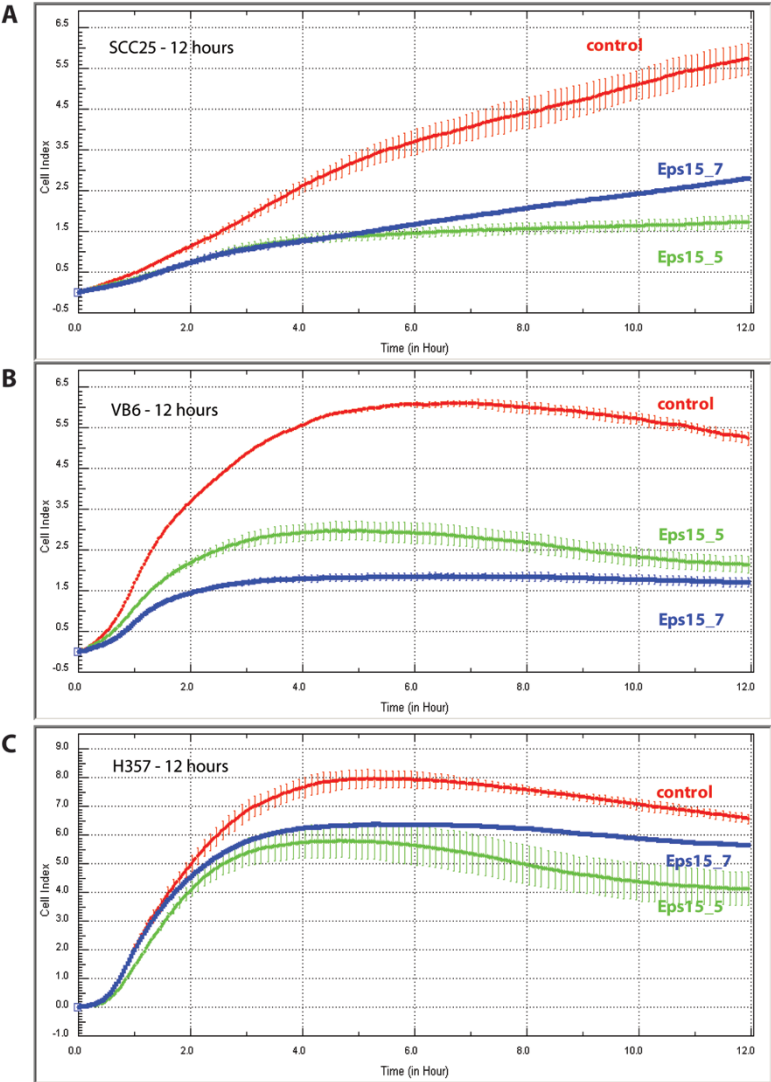 A
SCC25 - 12 hours
control
Eps15_7
Eps15_5
Cell Index
6.5
5.5
4.5
3.5
2.5
1.5
0.5
-0.5
0.0 2.0 4.0 6.0 8.0 10.0 12.0
Time (in Hour)
B
VB6 - 12 hours
control
Eps15_5
Eps15_7
Cell Index
6.5
5.5
4.5
3.5
2.5
1.5
0.5
-0.5
0.0 2.0 4.0 6.0 8.0 10.0 12.0
Time (in Hour)
C
H357 - 12 hours
control
Eps15_7
Eps15_5
Cell Index
9.0
8.0
7.0
6.0
5.0
4.0
3.0
2.0
1.0
0.0
-1.0
0.0 2.0 4.0 6.0 8.0 10.0 12.0
Time (in Hour)